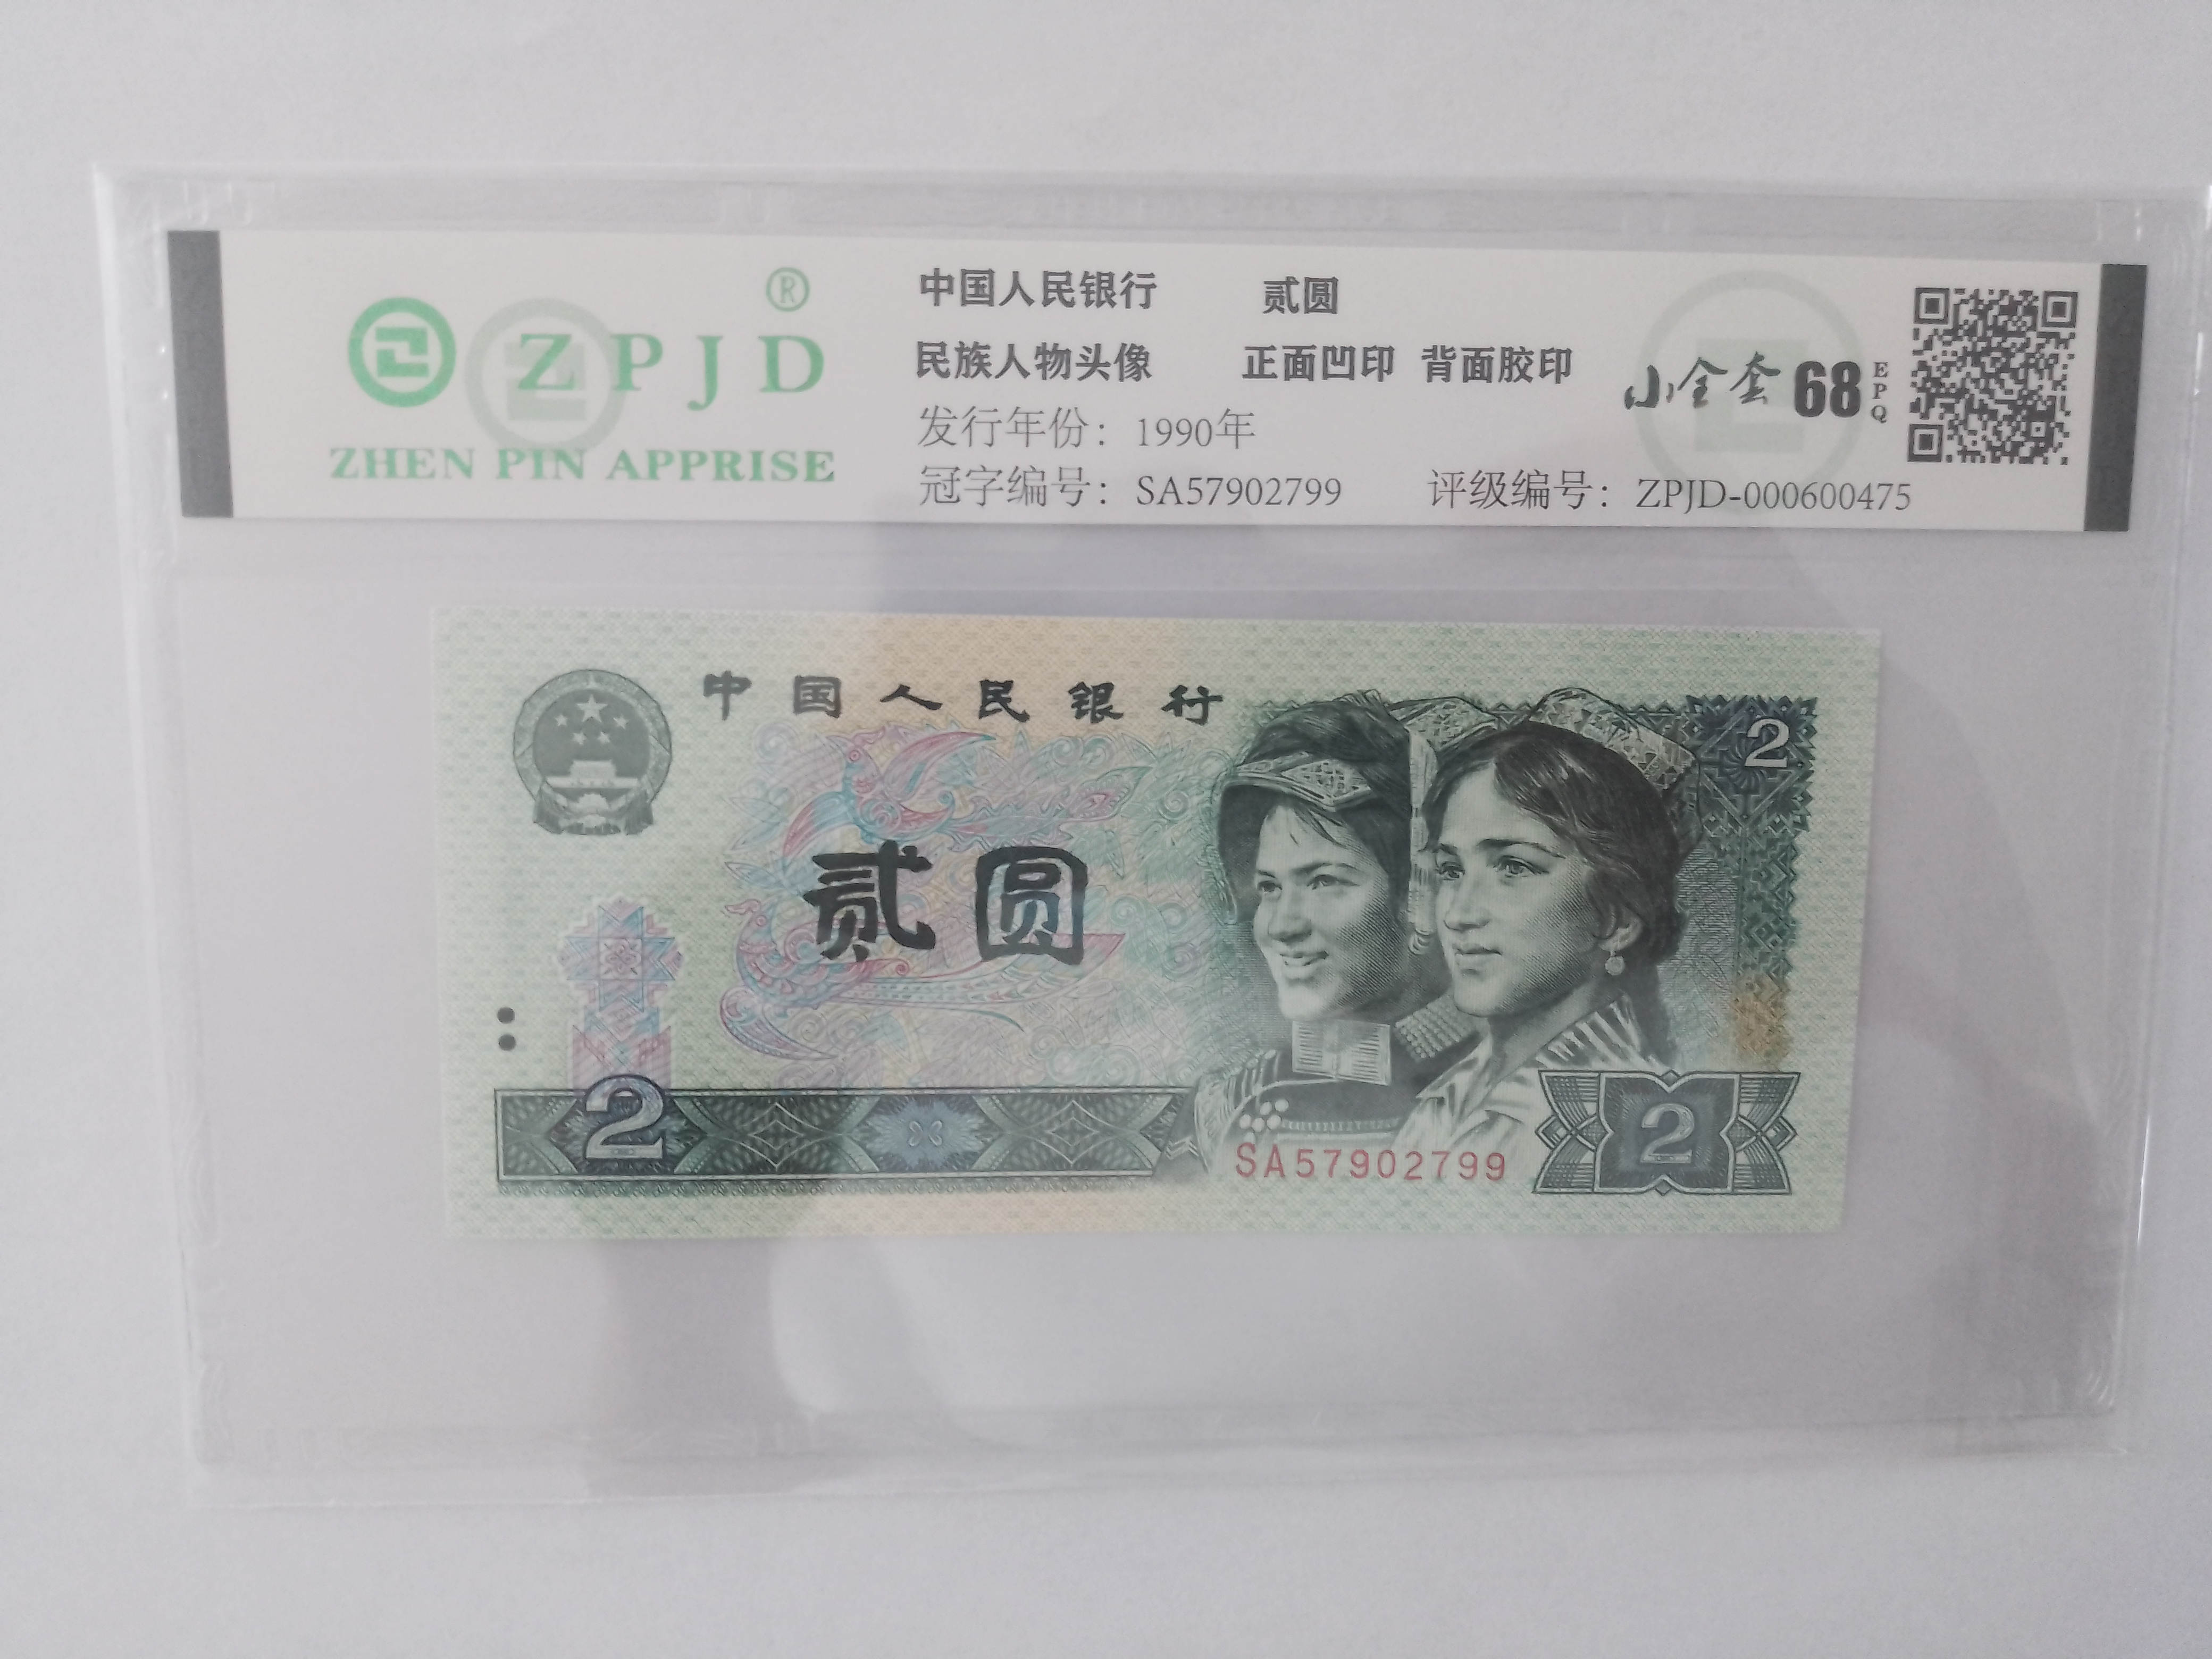 ZPJD®
ZHEN PIN APPRISE
中国人民银行 贰圆
民族人物头像 正面凹印 背面胶印
发行年份：1990年
冠字编号：SA57902799 评级编号：ZPJD-000600475
小全套 68 EPQ
中国人民银行
2
贰圆
2
SA57902799
2